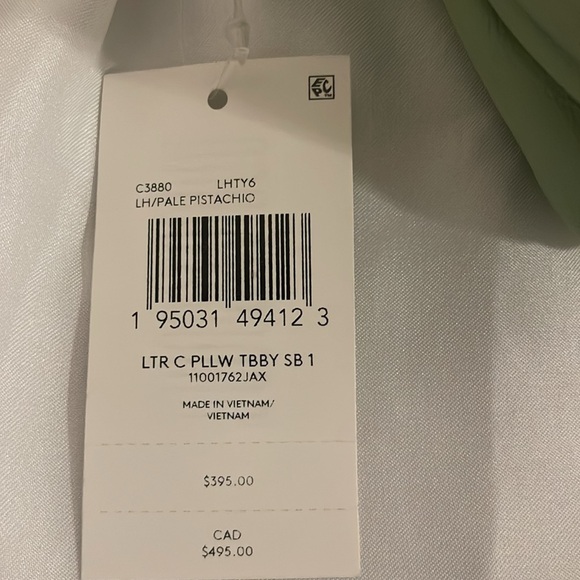 EPC
C3880 LHTY6
LH/PALE PISTACHIO
1 95031 49412 3
LTR C PLLW TBBY SB 1
11001762JAX
MADE IN VIETNAM/
VIETNAM
$395.00
CAD
$495.00